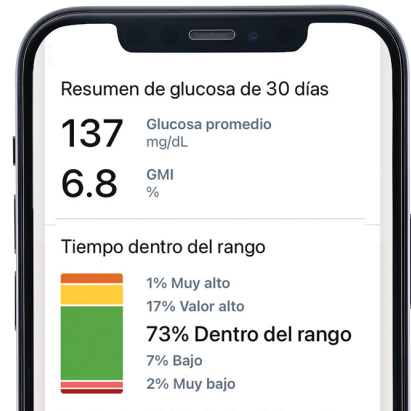 Resumen de glucosa de 30 días
137 Glucosa promedio
mg/dL
6.8 GMI
%
Tiempo dentro del rango
1% Muy alto
17% Valor alto
73% Dentro del rango
7% Bajo
2% Muy bajo